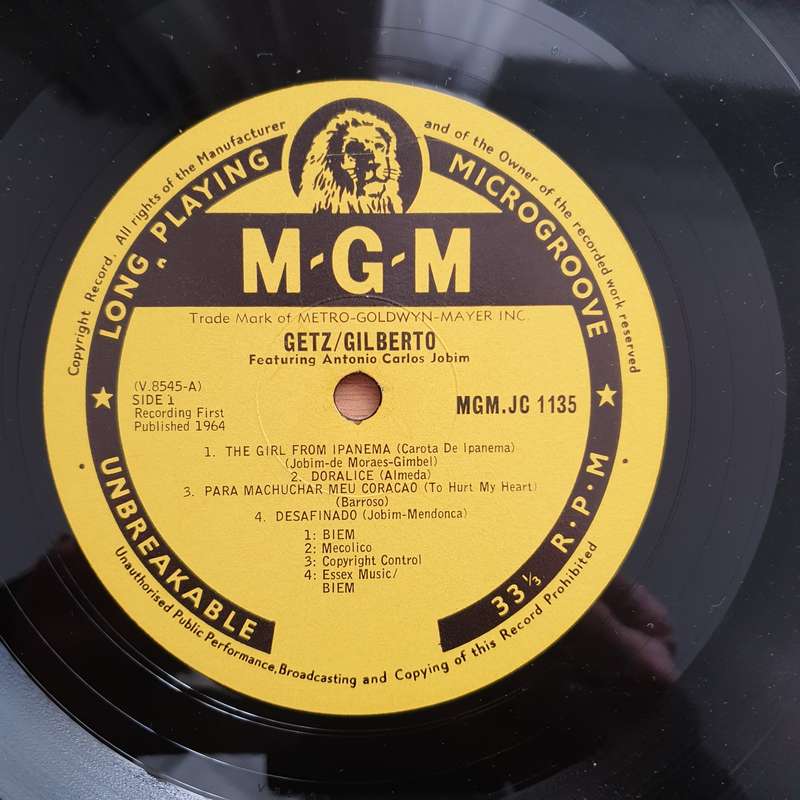 Copyright Record. All rights of the Manufacturer and of the Owner of the recorded work reserved
LONG PLAYING MICROGROOVE
M·G·M
Trade Mark of METRO-GOLDWYN-MAYER INC.
GETZ/GILBERTO
Featuring Antonio Carlos Jobim
(V.8545-A)
SIDE 1
Recording First
Published 1964
MGM.JC 1135
1. THE GIRL FROM IPANEMA (Carota De Ipanema)
(Jobim-de Moraes-Gimbel)
2. DORALICE (Almeda)
3. PARA MACHUCHAR MEU CORACAO (To Hurt My Heart)
(Barroso)
4. DESAFINADO (Jobim-Mendonca)
1: BIEM
2: Mecolico
3: Copyright Control
4: Essex Music/
BIEM
UNBREAKABLE
33⅓ R·P·M
Unauthorised Public Performance, Broadcasting and Copying of this Record Prohibited